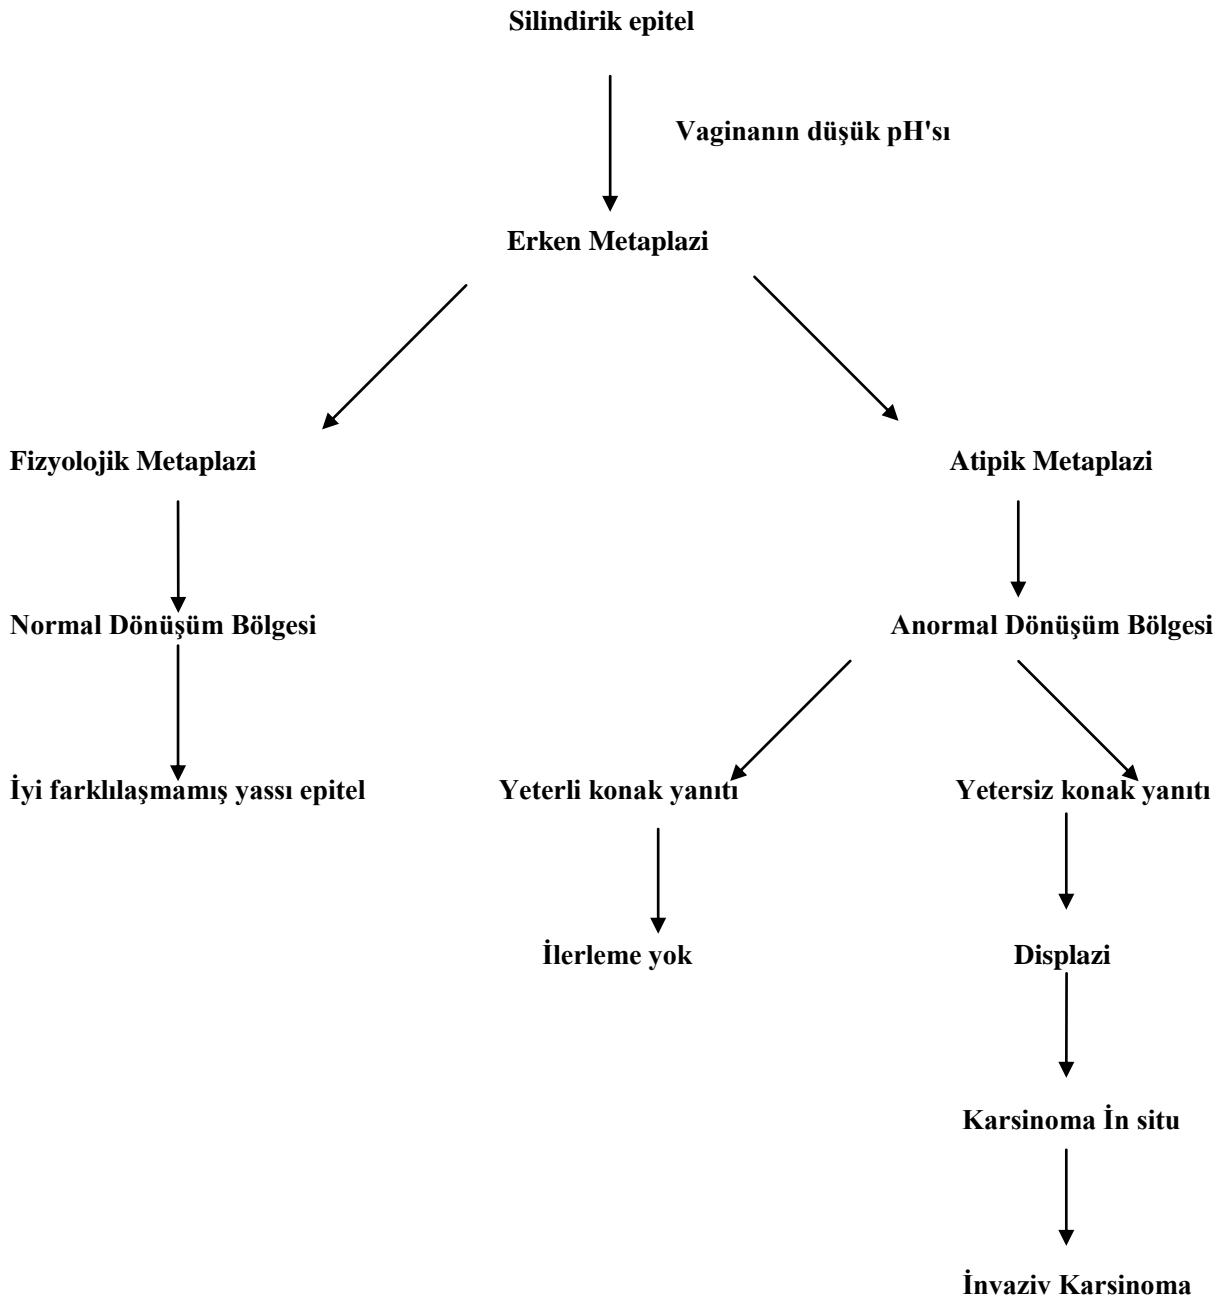 Silindirik epitel
Vaginanın düşük pH'sı
Erken Metaplazi
Fizyolojik Metaplazi
Atipik Metaplazi
Normal Dönüşüm Bölgesi
Anormal Dönüşüm Bölgesi
İyi farklılaşmamış yassı epitel
Yeterli konak yanıtı
Yetersiz konak yanıtı
İlerleme yok
Displazi
Karsinoma İn situ
İnvaziv Karsinoma